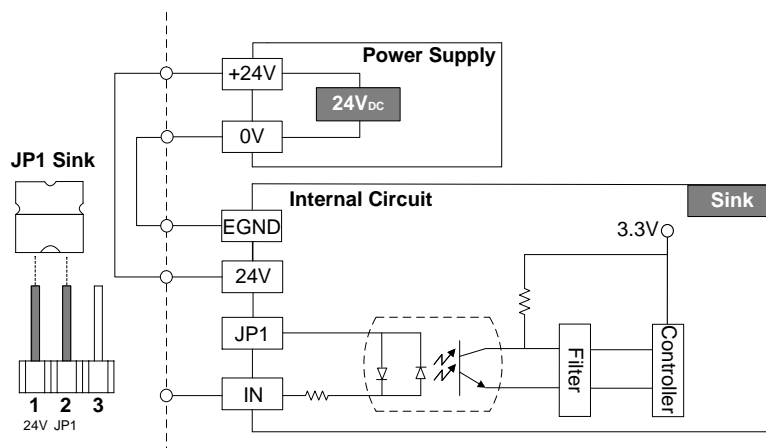 Power Supply
+24V
24VDC
0V
JP1 Sink
Internal Circuit
Sink
EGND
3.3V
24V
JP1
Filter
Controller
IN
1 2 3
24V JP1